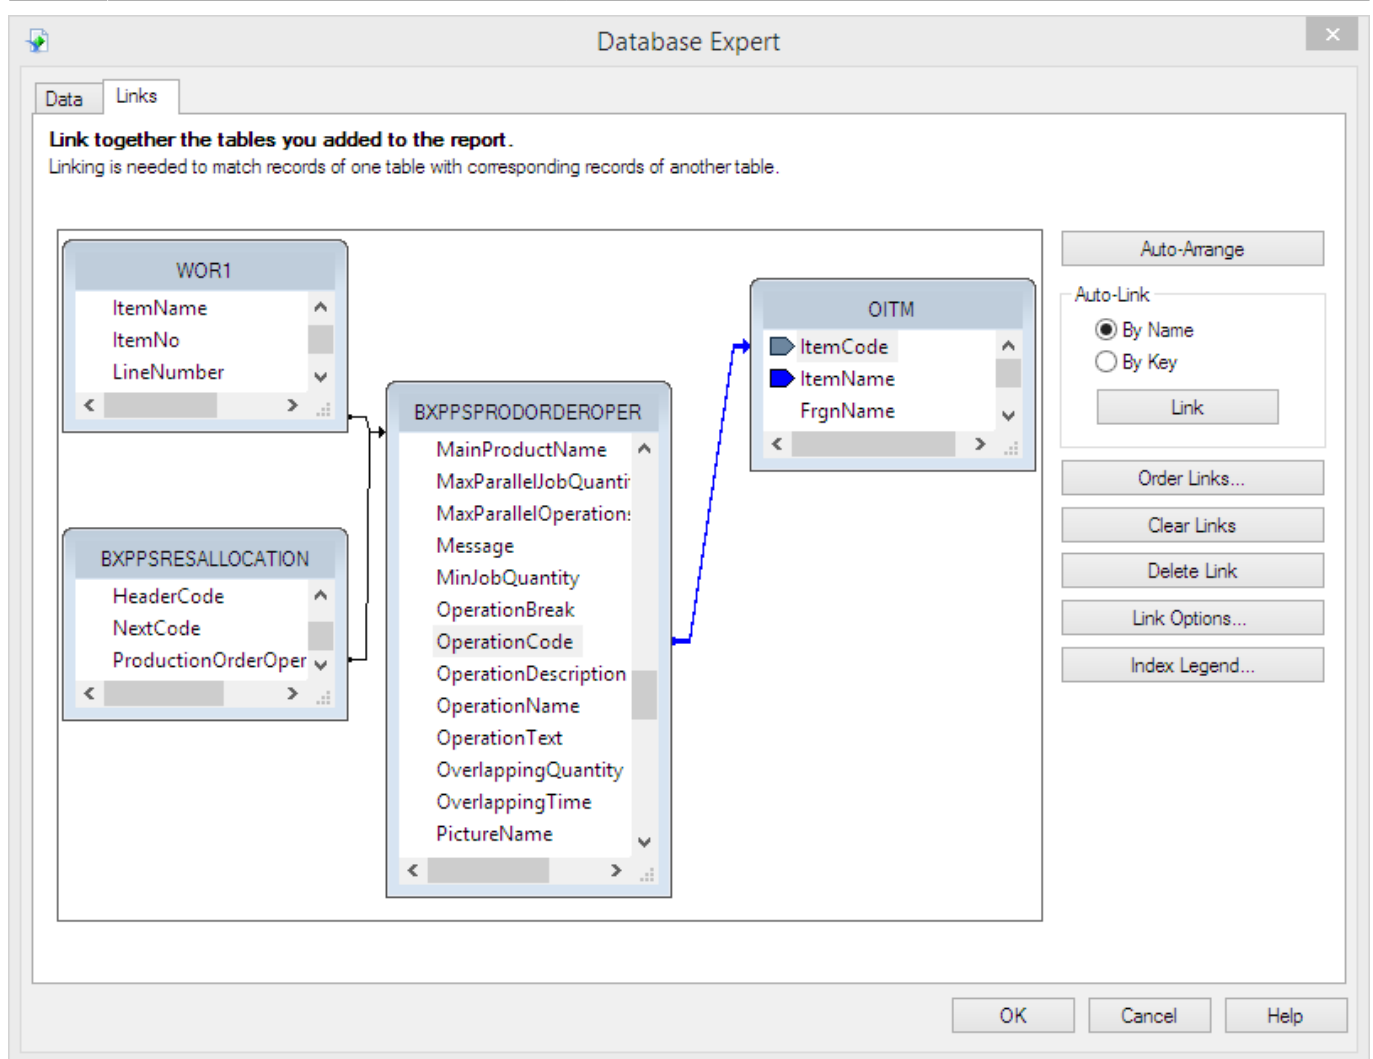 Database Expert
Data
Links
Link together the tables you added to the report.
Linking is needed to match records of one table with corresponding records of another table.
WOR1
ItemName
ItemNo
LineNumber
BXPPSRESALLOCATION
HeaderCode
NextCode
ProductionOrderOper
BXPPSPRODORDEROPER
MainProductName
MaxParallelJobQuanti
MaxParallelOperations
Message
MinJobQuantity
OperationBreak
OperationCode
OperationDescription
OperationName
OperationText
OverlappingQuantity
OverlappingTime
PictureName
OITM
ItemCode
ItemName
FrgnName
Auto-Arrange
Auto-Link
By Name
By Key
Link
Order Links...
Clear Links
Delete Link
Link Options...
Index Legend...
OK
Cancel
Help